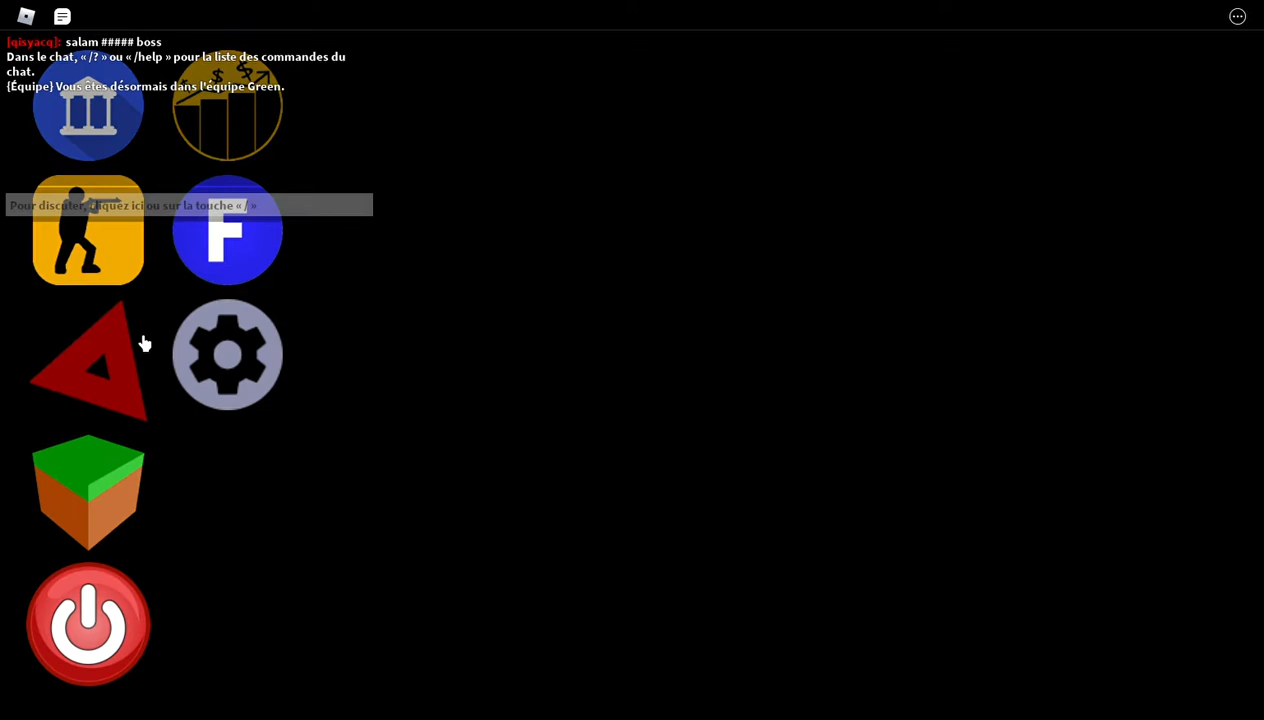 [qisyacq]: salam ##### boss
Dans le chat, « /? » ou « /help » pour la liste des commandes du
chat.
{Équipe} Vous êtes désormais dans l'équipe Green.
$ $ $
Pour discuter, cliquez ici ou sur la touche « / »
F